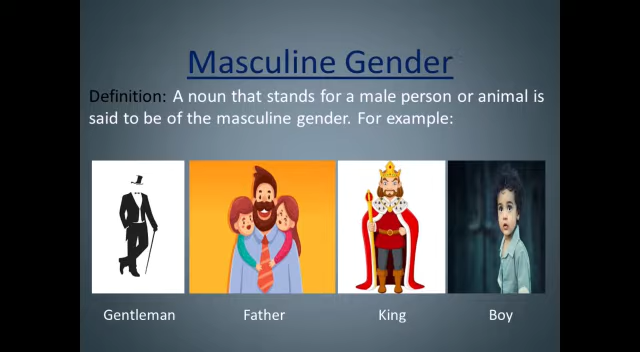 Masculine Gender
Definition: A noun that stands for a male person or animal is
said to be of the masculine gender. For example:
Gentleman Father King Boy